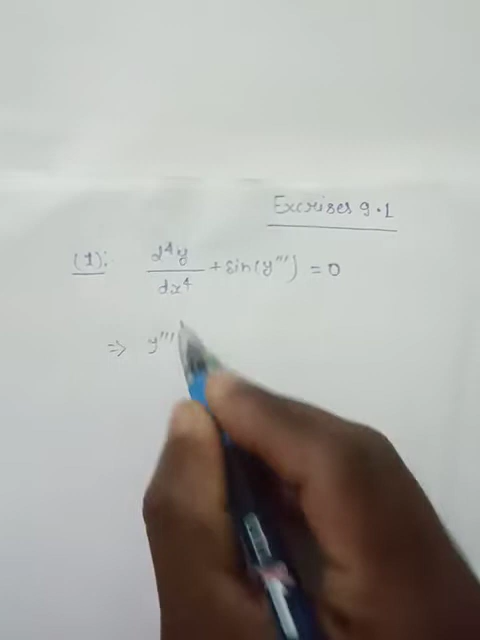 Excrises 9.1
(1): d⁴y/dx⁴ + sin(y''') = 0
⇒ y'''